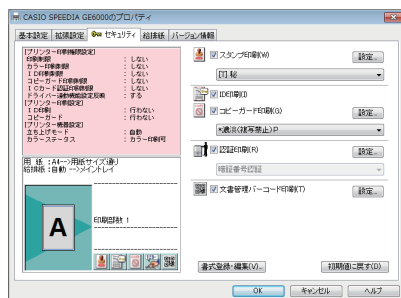 CASIO SPEEDIA GE6000のプロパティ
基本設定 拡張設定 セキュリティ 給排紙 バージョン情報
[プリンター印刷権限設定]
印刷制限 : しない
カラー印刷制限 : しない
ID印刷制限 : しない
コピーガード印刷制限 : しない
ICカード認証印刷制限 : しない
ドライバー連動機能設定反映 : する
[プリンター印刷設定]
ID印刷 : 行わない
コピーガード : 行わない
[プリンター機器設定]
立ち上げモード : 自動
カラーステータス : カラー印刷可
用 紙 :A4-->用紙サイズ通り
給排紙 :自動 -->メイントレイ
A
印刷部数 1
スタンプ印刷(W) 設定...
[T] 秘
ID印刷(I)
コピーガード印刷(G) 設定...
*濃淡(複写禁止)P
認証印刷(R) 設定...
暗証番号認証
文書管理バーコード印刷(T) 設定...
書式登録・編集(V)... 初期値に戻す(D)
OK キャンセル ヘルプ